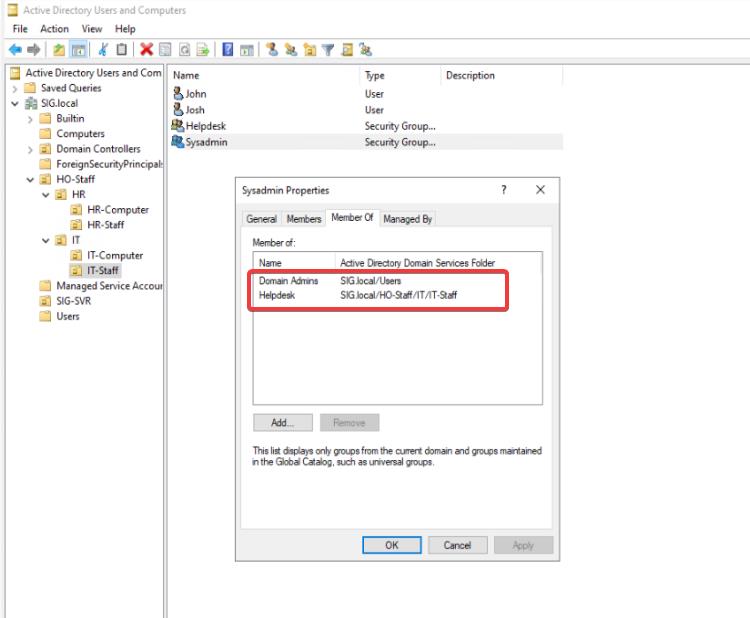 Active Directory Users and Computers
File Action View Help
Active Directory Users and Com
Saved Queries
SIG.local
Builtin
Computers
Domain Controllers
ForeignSecurityPrincipals
HO-Staff
HR
HR-Computer
HR-Staff
IT
IT-Computer
IT-Staff
Managed Service Accour
SIG-SVR
Users
Name Type Description
John User
Josh User
Helpdesk Security Group...
Sysadmin Security Group...
Sysadmin Properties
General Members Member Of Managed By
Member of:
Name Active Directory Domain Services Folder
Domain Admins SIG.local/Users
Helpdesk SIG.local/HO-Staff/IT/IT-Staff
Add... Remove
This list displays only groups from the current domain and groups maintained
in the Global Catalog, such as universal groups.
OK Cancel Apply